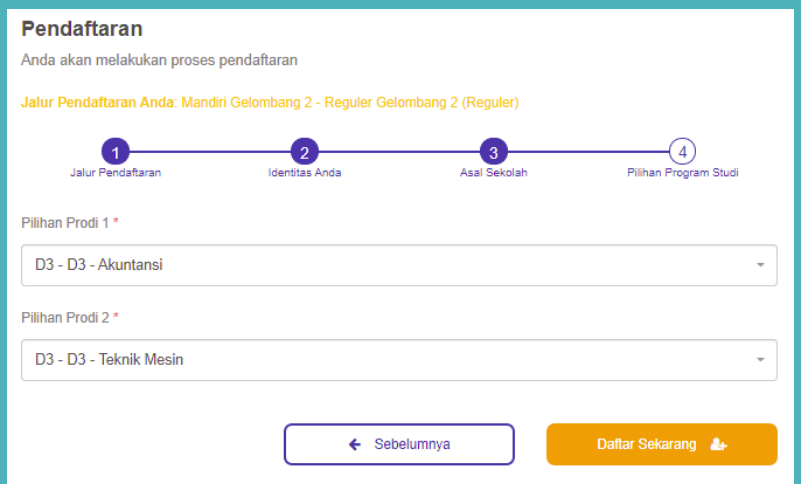 Pendaftaran
Anda akan melakukan proses pendaftaran
Jalur Pendaftaran Anda: Mandiri Gelombang 2 - Reguler Gelombang 2 (Reguler)
1 2 3 4
Jalur Pendaftaran Identitas Anda Asal Sekolah Pilihan Program Studi
Pilihan Prodi 1 *
D3 - D3 - Akuntansi
Pilihan Prodi 2 *
D3 - D3 - Teknik Mesin
Sebelumnya Daftar Sekarang